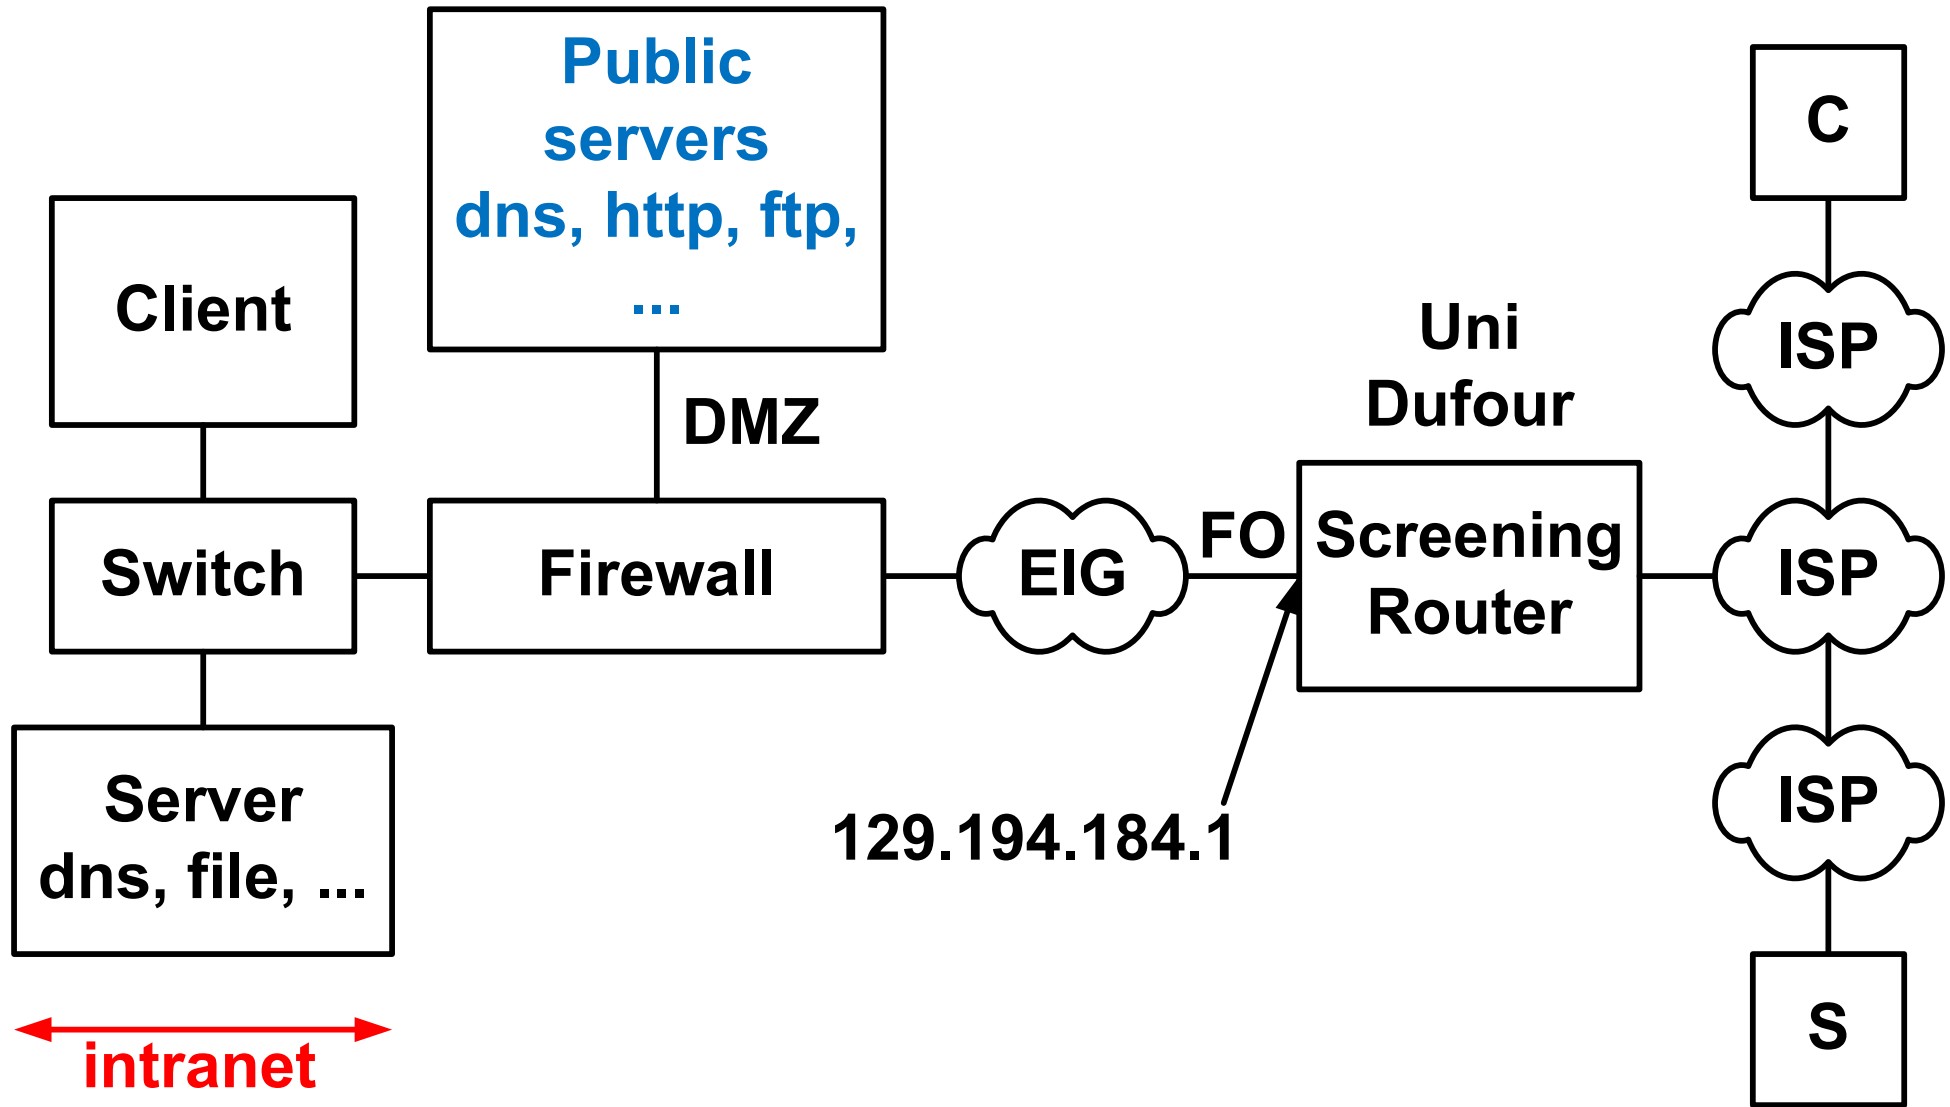 Public
servers
dns, http, ftp,
...
C
Client
ISP
Uni
Dufour
DMZ
Switch
Firewall
EIG
FO
Screening
Router
ISP
Server
dns, file, ...
129.194.184.1
ISP
S
intranet